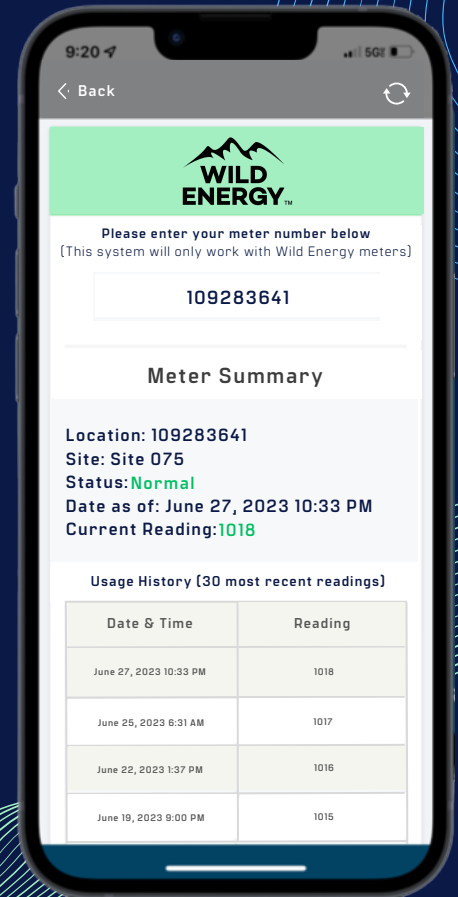 9:20
5GE
Back
WILD
ENERGY™
Please enter your meter number below
(This system will only work with Wild Energy meters)
109283641
Meter Summary
Location: 109283641
Site: Site 075
Status:Normal
Date as of: June 27, 2023 10:33 PM
Current Reading:1018
Usage History (30 most recent readings)
Date & Time Reading
June 27, 2023 10:33 PM 1018
June 25, 2023 6:31 AM 1017
June 22, 2023 1:37 PM 1016
June 19, 2023 9:00 PM 1015